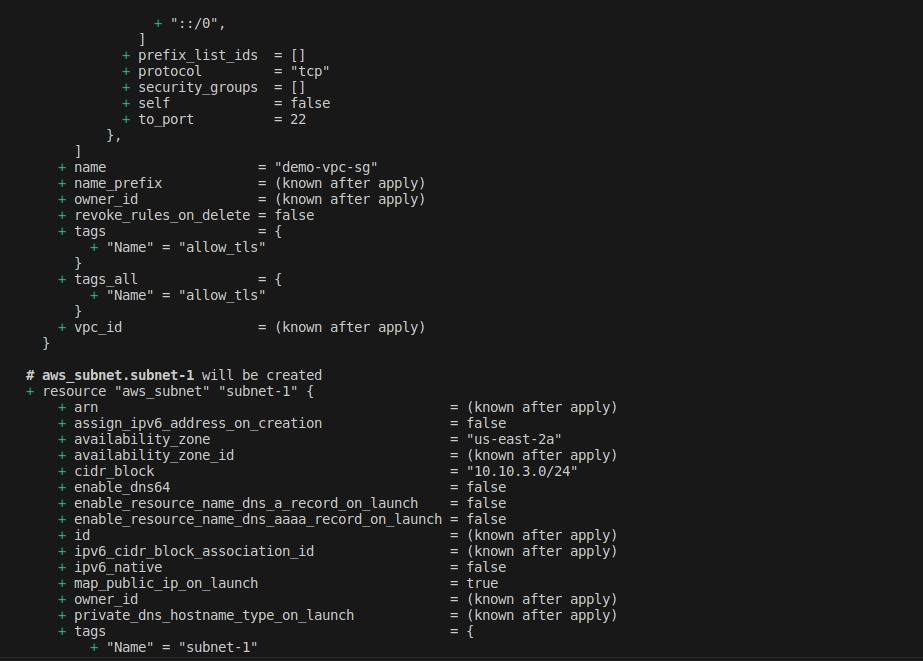 + "::/0",
]
+ prefix_list_ids = []
+ protocol = "tcp"
+ security_groups = []
+ self = false
+ to_port = 22
},
]
+ name = "demo-vpc-sg"
+ name_prefix = (known after apply)
+ owner_id = (known after apply)
+ revoke_rules_on_delete = false
+ tags = {
+ "Name" = "allow_tls"
}
+ tags_all = {
+ "Name" = "allow_tls"
}
+ vpc_id = (known after apply)
}
# aws_subnet.subnet-1 will be created
+ resource "aws_subnet" "subnet-1" {
+ arn = (known after apply)
+ assign_ipv6_address_on_creation = false
+ availability_zone = "us-east-2a"
+ availability_zone_id = (known after apply)
+ cidr_block = "10.10.3.0/24"
+ enable_dns64 = false
+ enable_resource_name_dns_a_record_on_launch = false
+ enable_resource_name_dns_aaaa_record_on_launch = false
+ id = (known after apply)
+ ipv6_cidr_block_association_id = (known after apply)
+ ipv6_native = false
+ map_public_ip_on_launch = true
+ owner_id = (known after apply)
+ private_dns_hostname_type_on_launch = (known after apply)
+ tags = {
+ "Name" = "subnet-1"